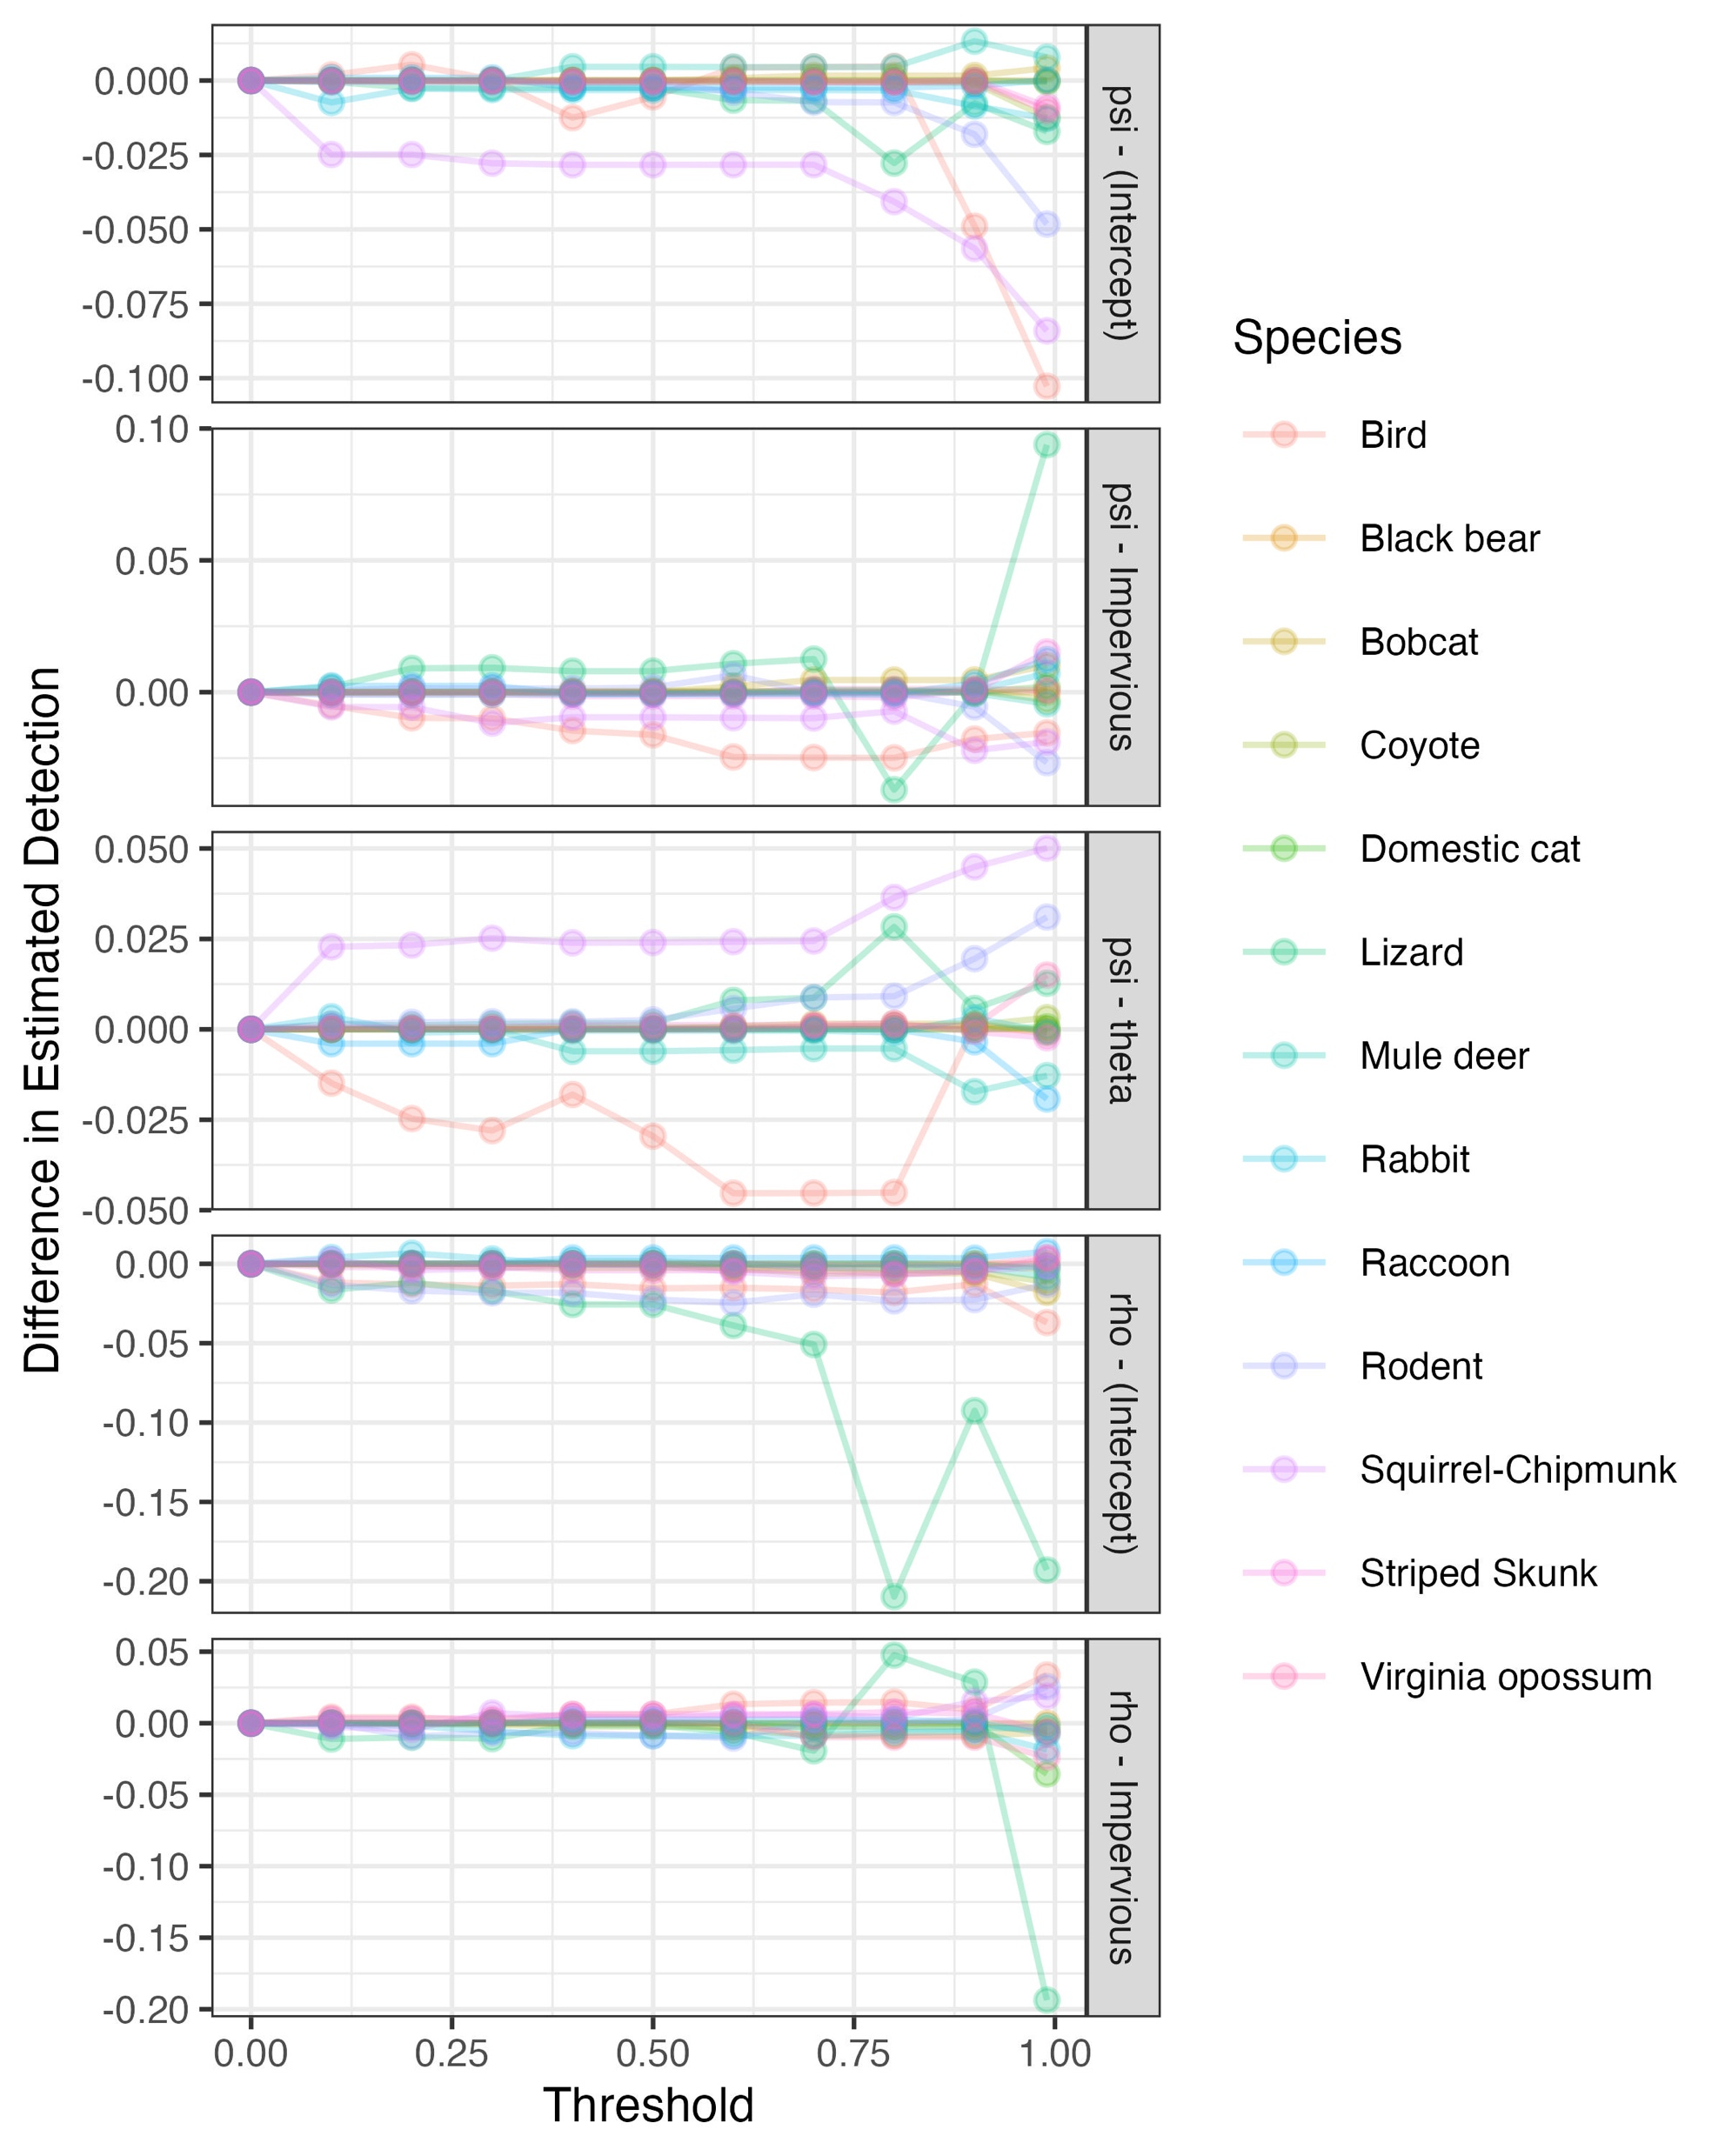 Difference in Estimated Detection
0.000
-0.025
-0.050
-0.075
-0.100
psi - (Intercept)
0.10
0.05
0.00
psi - Impervious
0.050
0.025
0.000
-0.025
-0.050
psi - theta
0.00
-0.05
-0.10
-0.15
-0.20
rho - (Intercept)
0.05
0.00
-0.05
-0.10
-0.15
-0.20
rho - Impervious
0.00 0.25 0.50 0.75 1.00
Threshold
Species
Bird
Black bear
Bobcat
Coyote
Domestic cat
Lizard
Mule deer
Rabbit
Raccoon
Rodent
Squirrel-Chipmunk
Striped Skunk
Virginia opossum